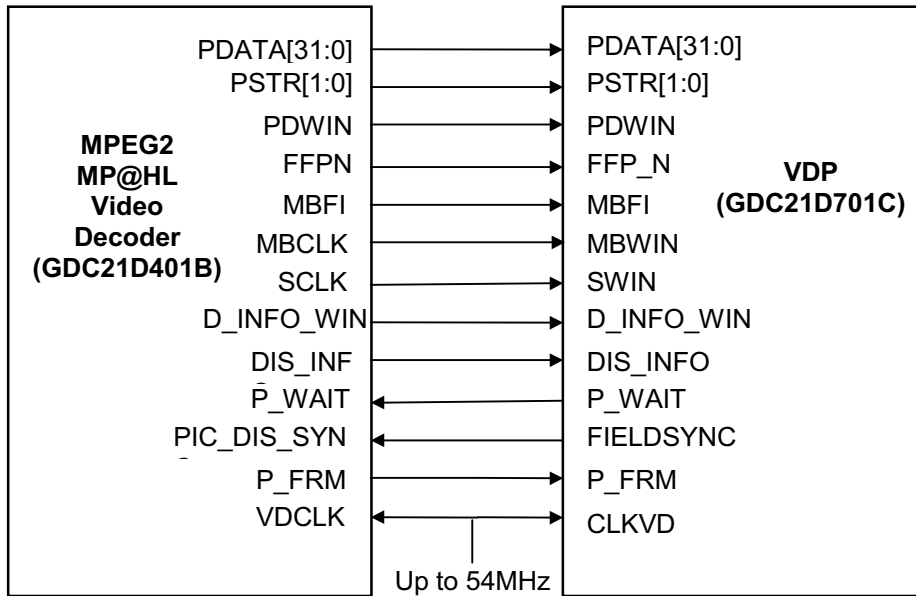 PDATA[31:0] PDATA[31:0]
PSTR[1:0] PSTR[1:0]
PDWIN PDWIN
MPEG2
MP@HL
Video
Decoder
(GDC21D401B)
FFPN FFP_N
VDP
(GDC21D701C)
MBFI MBFI
MBCLK MBWIN
SCLK SWIN
D_INFO_WIN D_INFO_WIN
DIS_INF DIS_INFO
P_WAIT P_WAIT
PIC_DIS_SYN FIELDSYNC
P_FRM P_FRM
VDCLK CLKVD
Up to 54MHz